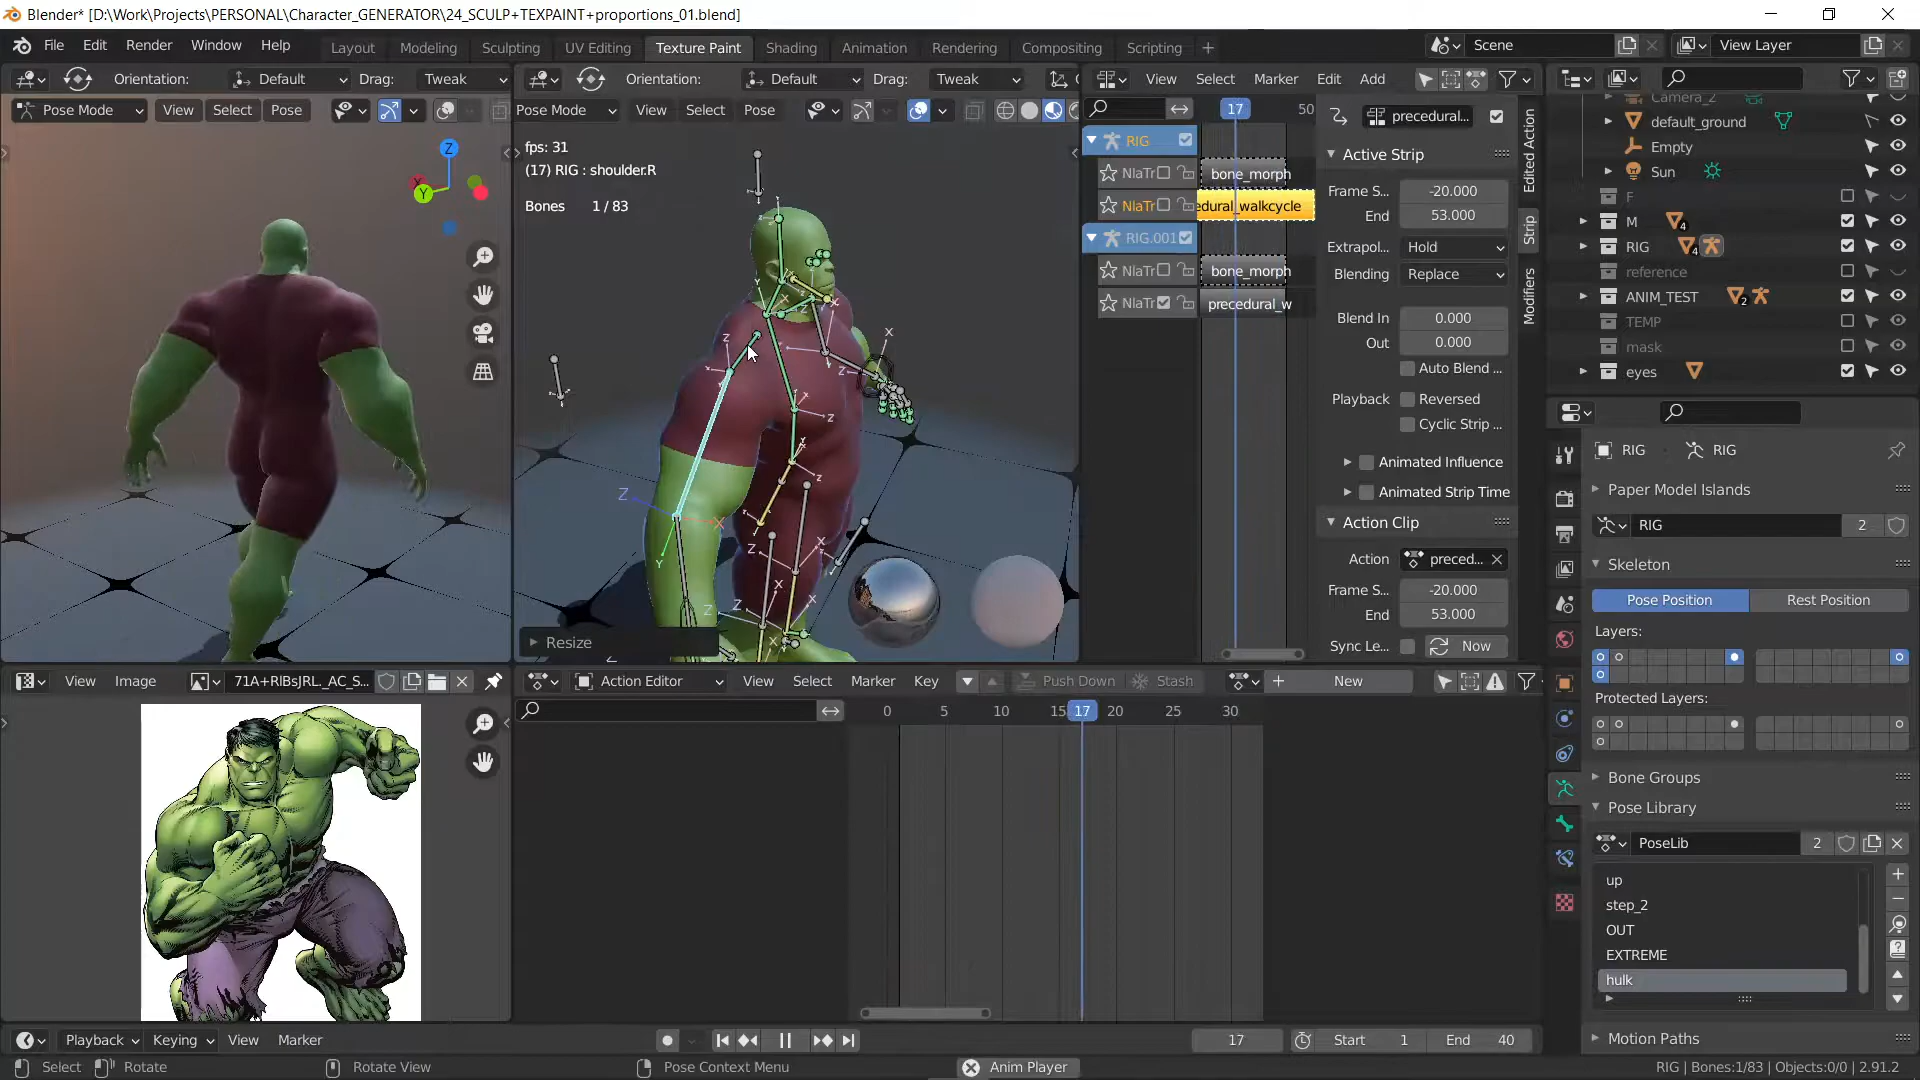 Blender* [D:\Work\Projects\PERSONAL\Character_GENERATOR\24_SCULP+TEXPAINT+proportions_01.blend]
File Edit Render Window Help Layout Modeling Sculpting UV Editing Texture Paint Shading Animation Rendering Compositing Scripting + Scene View Layer
Orientation: Default Drag: Tweak Orientation: Default Drag: Tweak View Select Marker Edit Add
Pose Mode View Select Pose Pose Mode View Select Pose 17 50 precedural...
Camera_2
default_ground
Empty
Sun
F
M 4
RIG 4
reference
ANIM_TEST 2
TEMP
mask
eyes
fps: 31
(17) RIG : shoulder.R
Bones 1 / 83
RIG
NlaTr bone_morph
NlaTr edural_walkcycle
RIG.001
NlaTr bone_morph
NlaTr precedural_w
Active Strip
Frame S... -20.000
End 53.000
Extrapol... Hold
Blending Replace
Blend In 0.000
Out 0.000
Auto Blend ...
Playback Reversed
Cyclic Strip ...
Animated Influence
Animated Strip Time
Action Clip
Action preced...
Frame S... -20.000
End 53.000
Sync Le... Now
Edited Action
Strip
Modifiers
Resize
RIG RIG
Paper Model Islands
RIG 2
Skeleton
Pose Position Rest Position
Layers:
Protected Layers:
Bone Groups
Pose Library
PoseLib 2
up
step_2
OUT
EXTREME
hulk
Motion Paths
View Image 71A+RlBsJRL._AC_S...
Action Editor View Select Marker Key Push Down Stash + New
0 5 10 15 17 20 25 30
Playback Keying View Marker 17 Start 1 End 40
Select Rotate Rotate View Pose Context Menu Anim Player RIG | Bones:1/83 | Objects:0/0 | 2.91.2